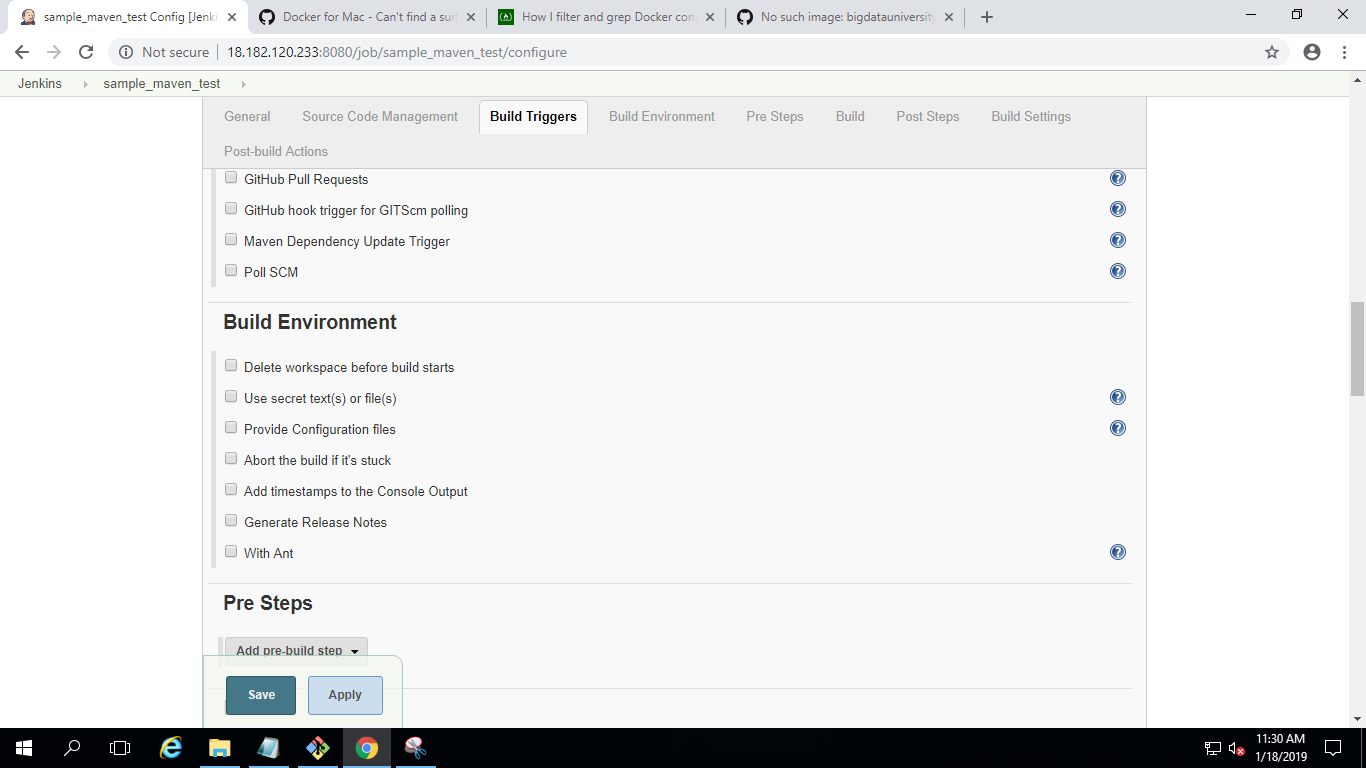 sample_maven_test Config [Jenki
Docker for Mac - Can't find a suit
How I filter and grep Docker cont
No such image: bigdatauniversity
Not secure
18.182.120.233:8080/job/sample_maven_test/configure
Jenkins
sample_maven_test
General
Source Code Management
Build Triggers
Build Environment
Pre Steps
Build
Post Steps
Build Settings
Post-build Actions
GitHub Pull Requests
GitHub hook trigger for GITScm polling
Maven Dependency Update Trigger
Poll SCM
Build Environment
Delete workspace before build starts
Use secret text(s) or file(s)
Provide Configuration files
Abort the build if it's stuck
Add timestamps to the Console Output
Generate Release Notes
With Ant
Pre Steps
Add pre-build step
Save
Apply
11:30 AM
1/18/2019